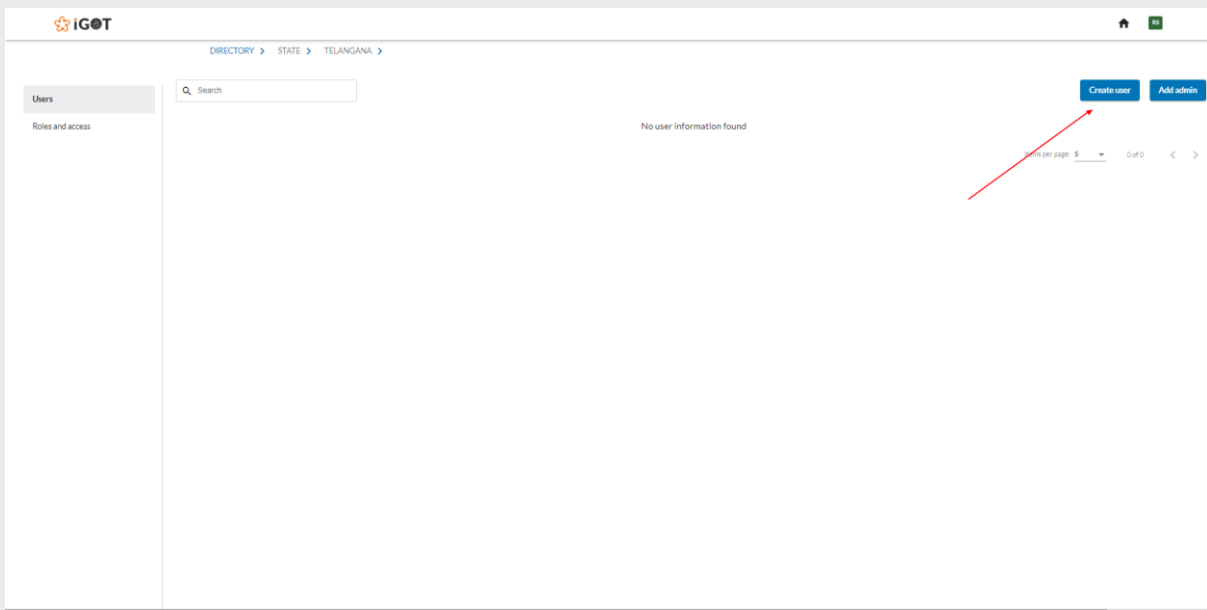 iGOT
RS
DIRECTORY > STATE > TELANGANA >
Users
Roles and access
Search
Create user
Add admin
No user information found
Items per page: 5
0 of 0